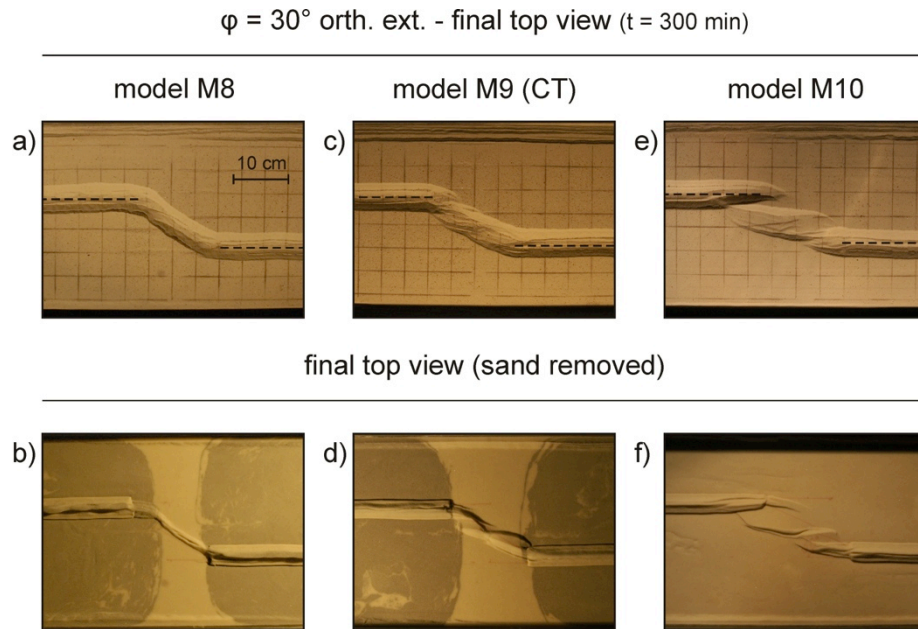 φ = 30° orth. ext. - final top view (t = 300 min)
model M8
model M9 (CT)
model M10
a)
c)
e)
10 cm
final top view (sand removed)
b)
d)
f)